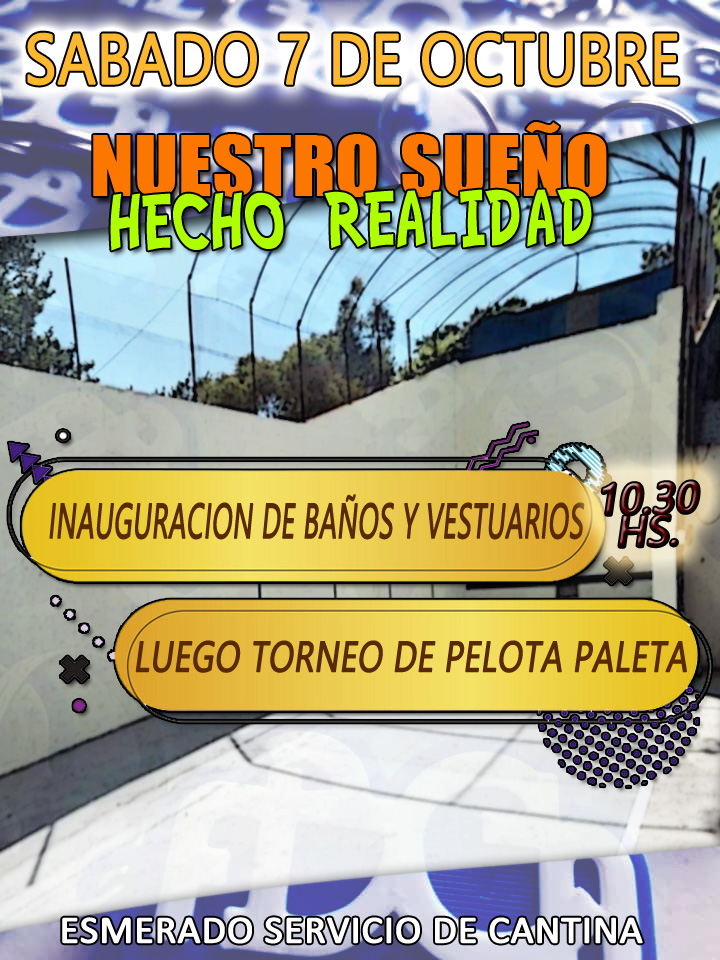 SABADO 7 DE OCTUBRE
NUESTRO SUEÑO
HECHO REALIDAD
INAUGURACION DE BAÑOS Y VESTUARIOS
10.30
HS.
LUEGO TORNEO DE PELOTA PALETA
ESMERADO SERVICIO DE CANTINA